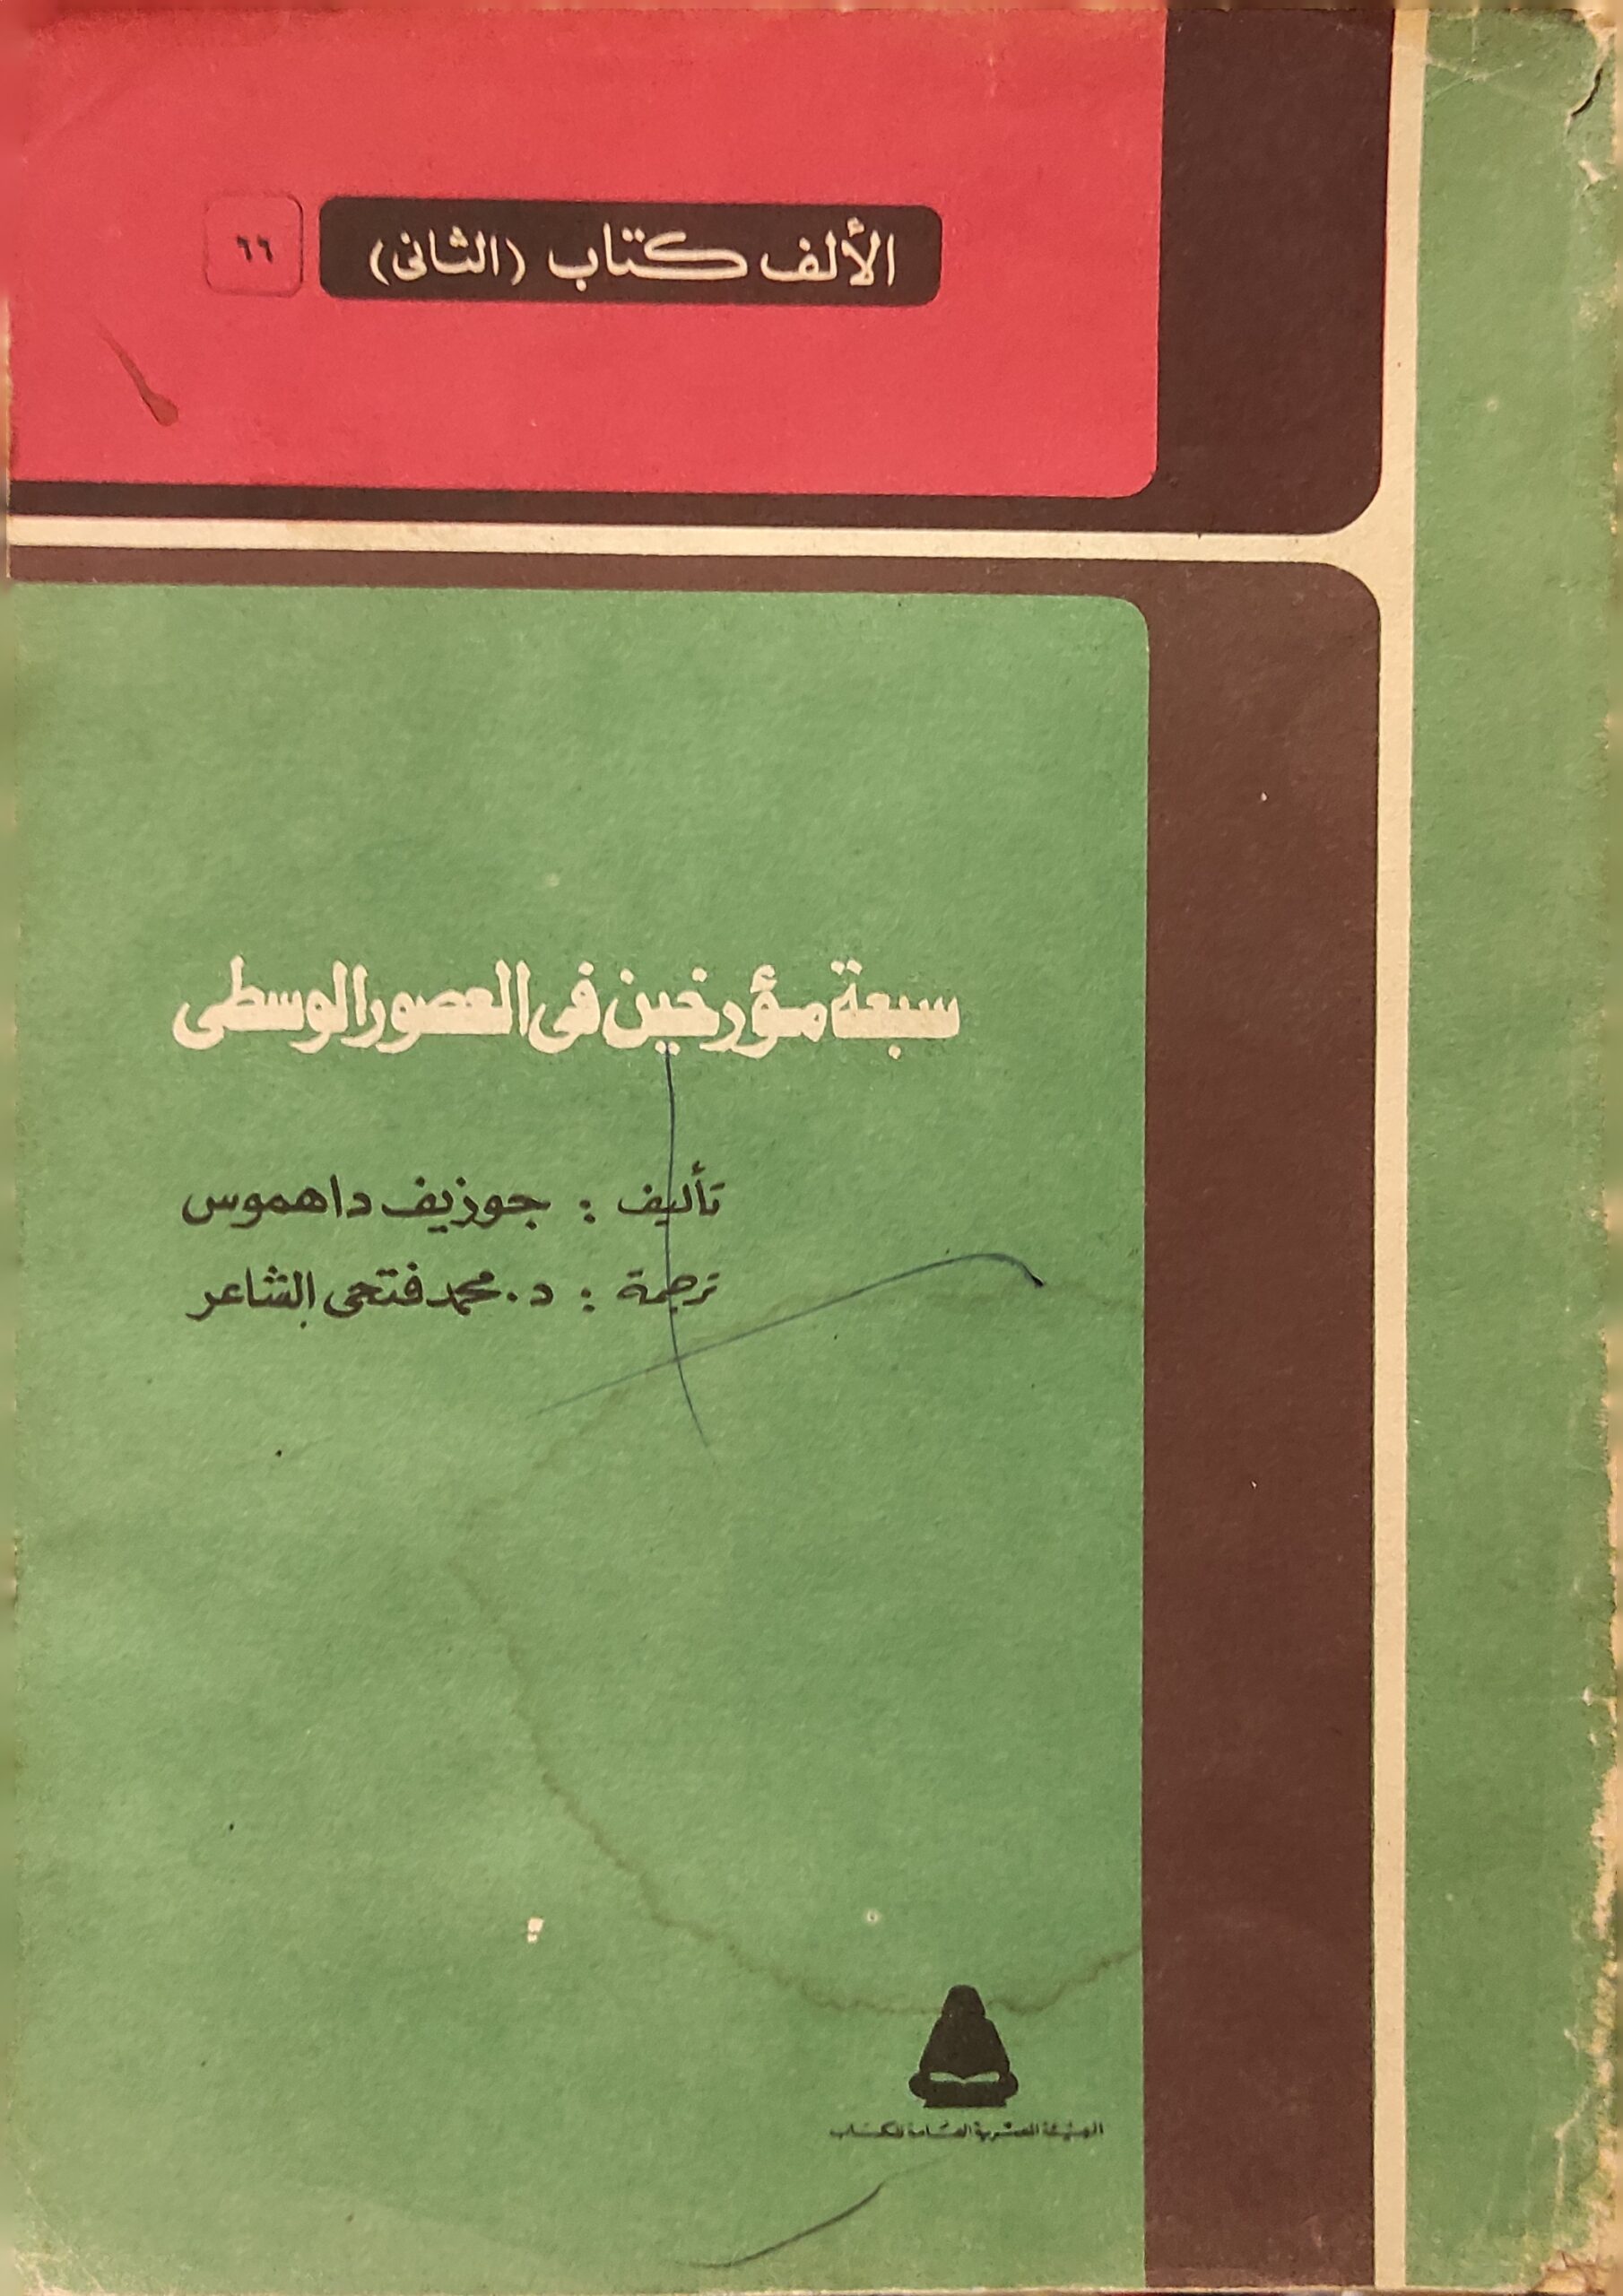 الألف كتاب (الثانى) ٦٦
سبعة مؤرخين فى العصور الوسطى
تأليف : جوزيف داهموس
ترجمة : د. محمد فتحى الشاعر
الهيئة المصرية العامة للكتاب